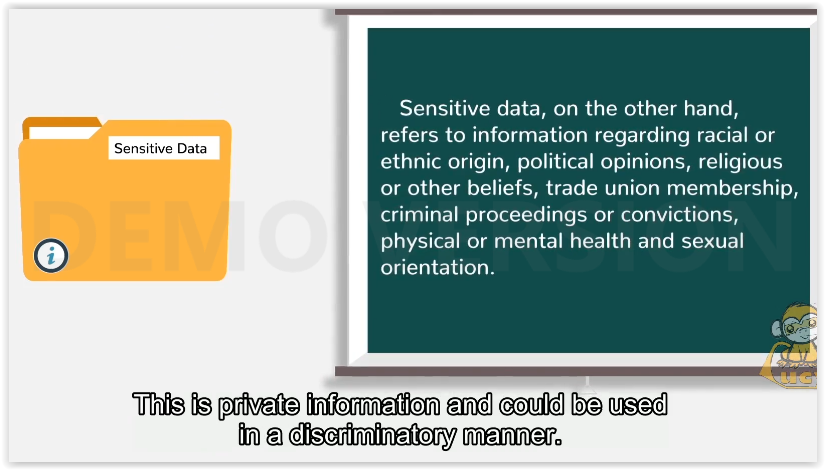 Sensitive Data
Sensitive data, on the other hand,
refers to information regarding racial or
ethnic origin, political opinions, religious
or other beliefs, trade union membership,
criminal proceedings or convictions,
physical or mental health and sexual
orientation.
i
DEMO VERSION
This is private information and could be used
in a discriminatory manner.